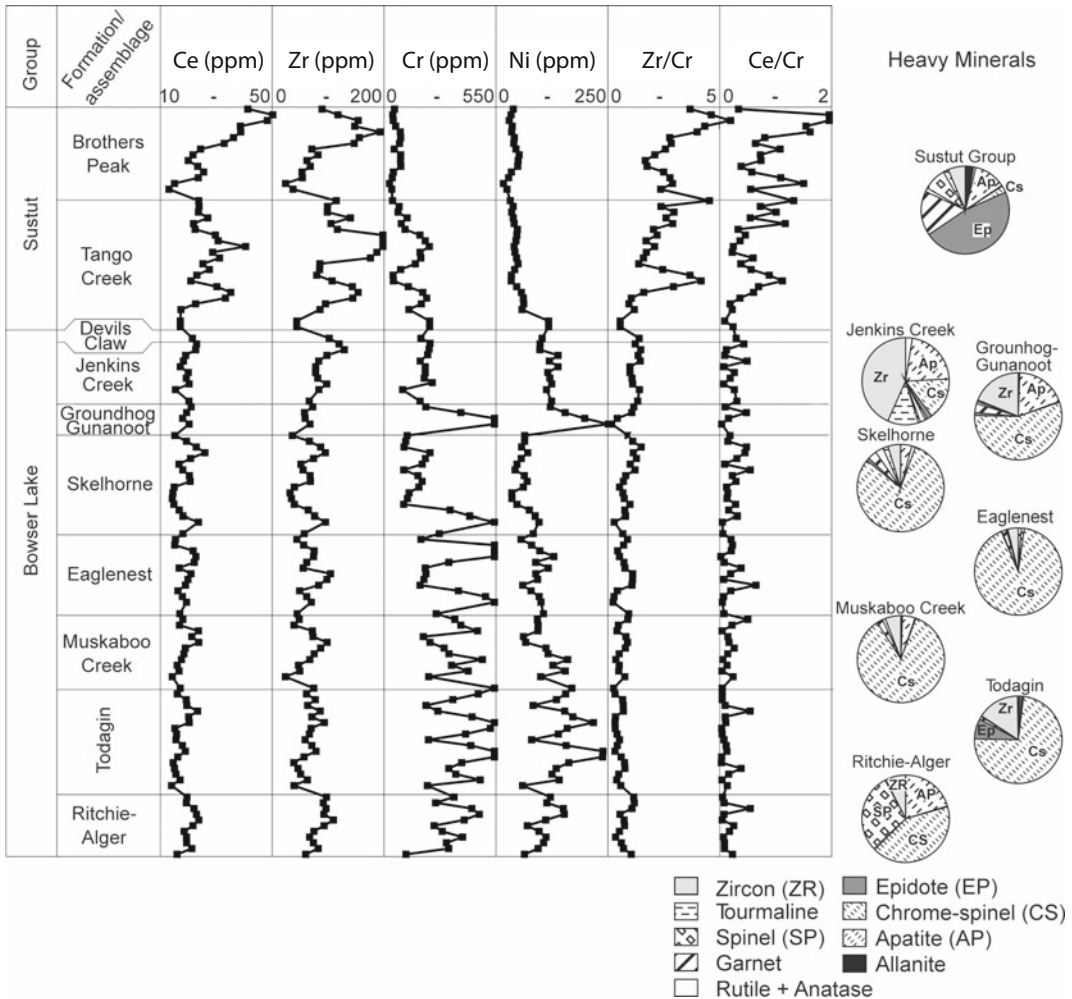 Group
Formation/
assemblage
Ce (ppm)
Zr (ppm)
Cr (ppm)
Ni (ppm)
Zr/Cr
Ce/Cr
Heavy Minerals
10 - 50
0 - 200
0 - 550
0 - 250
0 - 5
0 - 2
Sustut
Brothers
Peak
Tango
Creek
Bowser Lake
Devils
Claw
Jenkins
Creek
Groundhog
Gunanoot
Skelhorne
Eaglenest
Muskaboo
Creek
Todagin
Ritchie-
Alger
Sustut Group
Ap
Cs
Ep
Jenkins Creek
Zr
Ap
Cs
Grounhog-
Gunanoot
Zr
Ap
Cs
Skelhorne
Cs
Eaglenest
Cs
Muskaboo Creek
Cs
Todagin
Zr
Ep
Cs
Ritchie-Alger
ZR
AP
SP
CS
Zircon (ZR)
Tourmaline
Spinel (SP)
Garnet
Rutile + Anatase
Epidote (EP)
Chrome-spinel (CS)
Apatite (AP)
Allanite